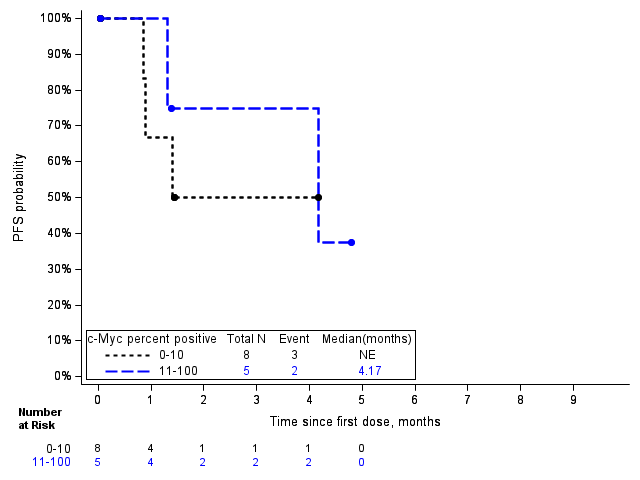 100%
90%
80%
70%
60%
50%
40%
30%
20%
10%
0%
PFS probability
c-Myc percent positive Total N Event Median(months)
0-10 8 3 NE
11-100 5 2 4.17
0 1 2 3 4 5 6 7 8 9
Time since first dose, months
Number
at Risk
0-10 8 4 1 1 1 0
11-100 5 4 2 2 2 0